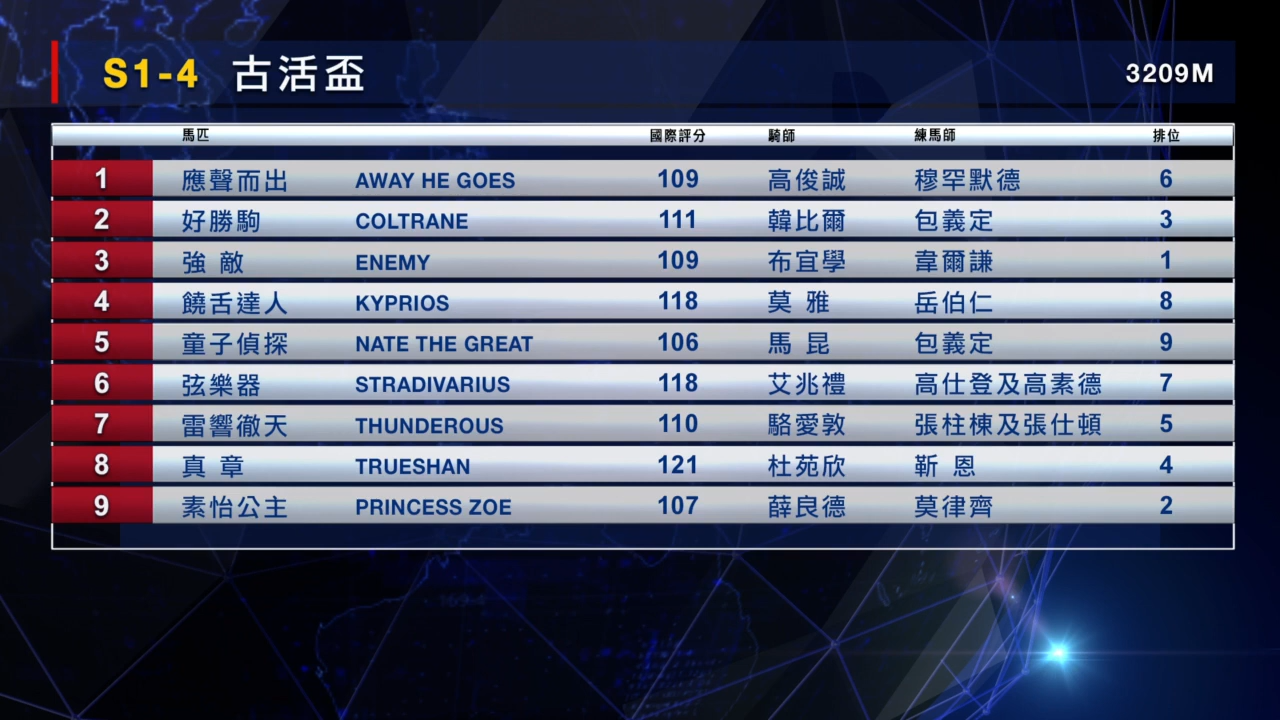 S1-4 古活盃 3209M
馬匹 國際評分 騎師 練馬師 排位
1 應聲而出 AWAY HE GOES 109 高俊誠 穆罕默德 6
2 好勝駒 COLTRANE 111 韓比爾 包義定 3
3 強 敵 ENEMY 109 布宜學 韋爾謙 1
4 饒舌達人 KYPRIOS 118 莫 雅 岳伯仁 8
5 童子偵探 NATE THE GREAT 106 馬 昆 包義定 9
6 弦樂器 STRADIVARIUS 118 艾兆禮 高仕登及高素德 7
7 雷響徹天 THUNDEROUS 110 駱愛敦 張柱棟及張仕頓 5
8 真 章 TRUESHAN 121 杜苑欣 靳 恩 4
9 素怡公主 PRINCESS ZOE 107 薛良德 莫律齊 2